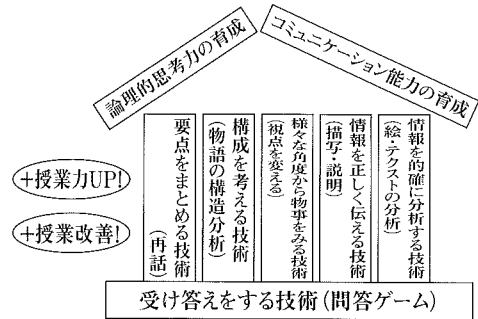 論理的思考力の育成
コミュニケーション能力の育成
情報を的確に分析する技術
(絵・テクストの分析)
情報を正しく伝える技術
(描写・説明)
様々な角度から物事をみる技術
(視点を変える)
構成を考える技術
(物語の構造分析)
要点をまとめる技術
(再話)
+授業力UP!
+授業改善!
受け答えをする技術(問答ゲーム)